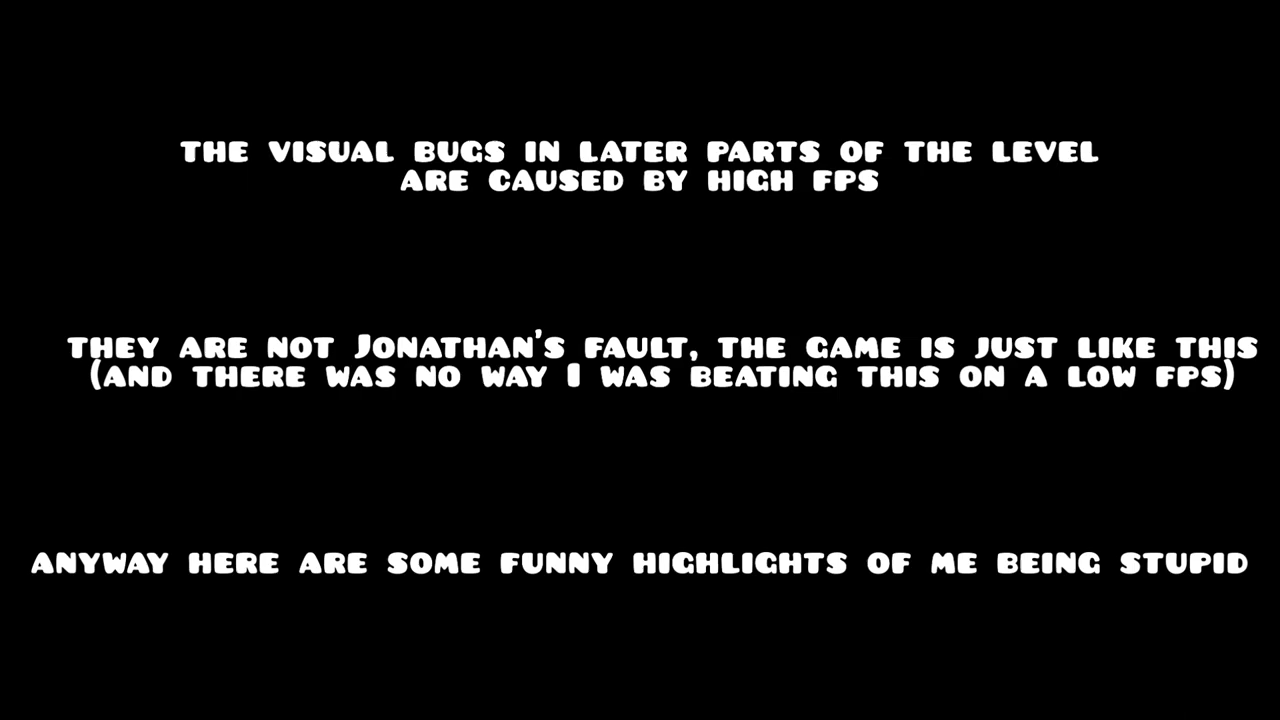 THE VISUAL BUGS IN LATER PARTS OF THE LEVEL
ARE CAUSED BY HIGH FPS
THEY ARE NOT JONATHAN'S FAULT, THE GAME IS JUST LIKE THIS
(AND THERE WAS NO WAY I WAS BEATING THIS ON A LOW FPS)
ANYWAY HERE ARE SOME FUNNY HIGHLIGHTS OF ME BEING STUPID